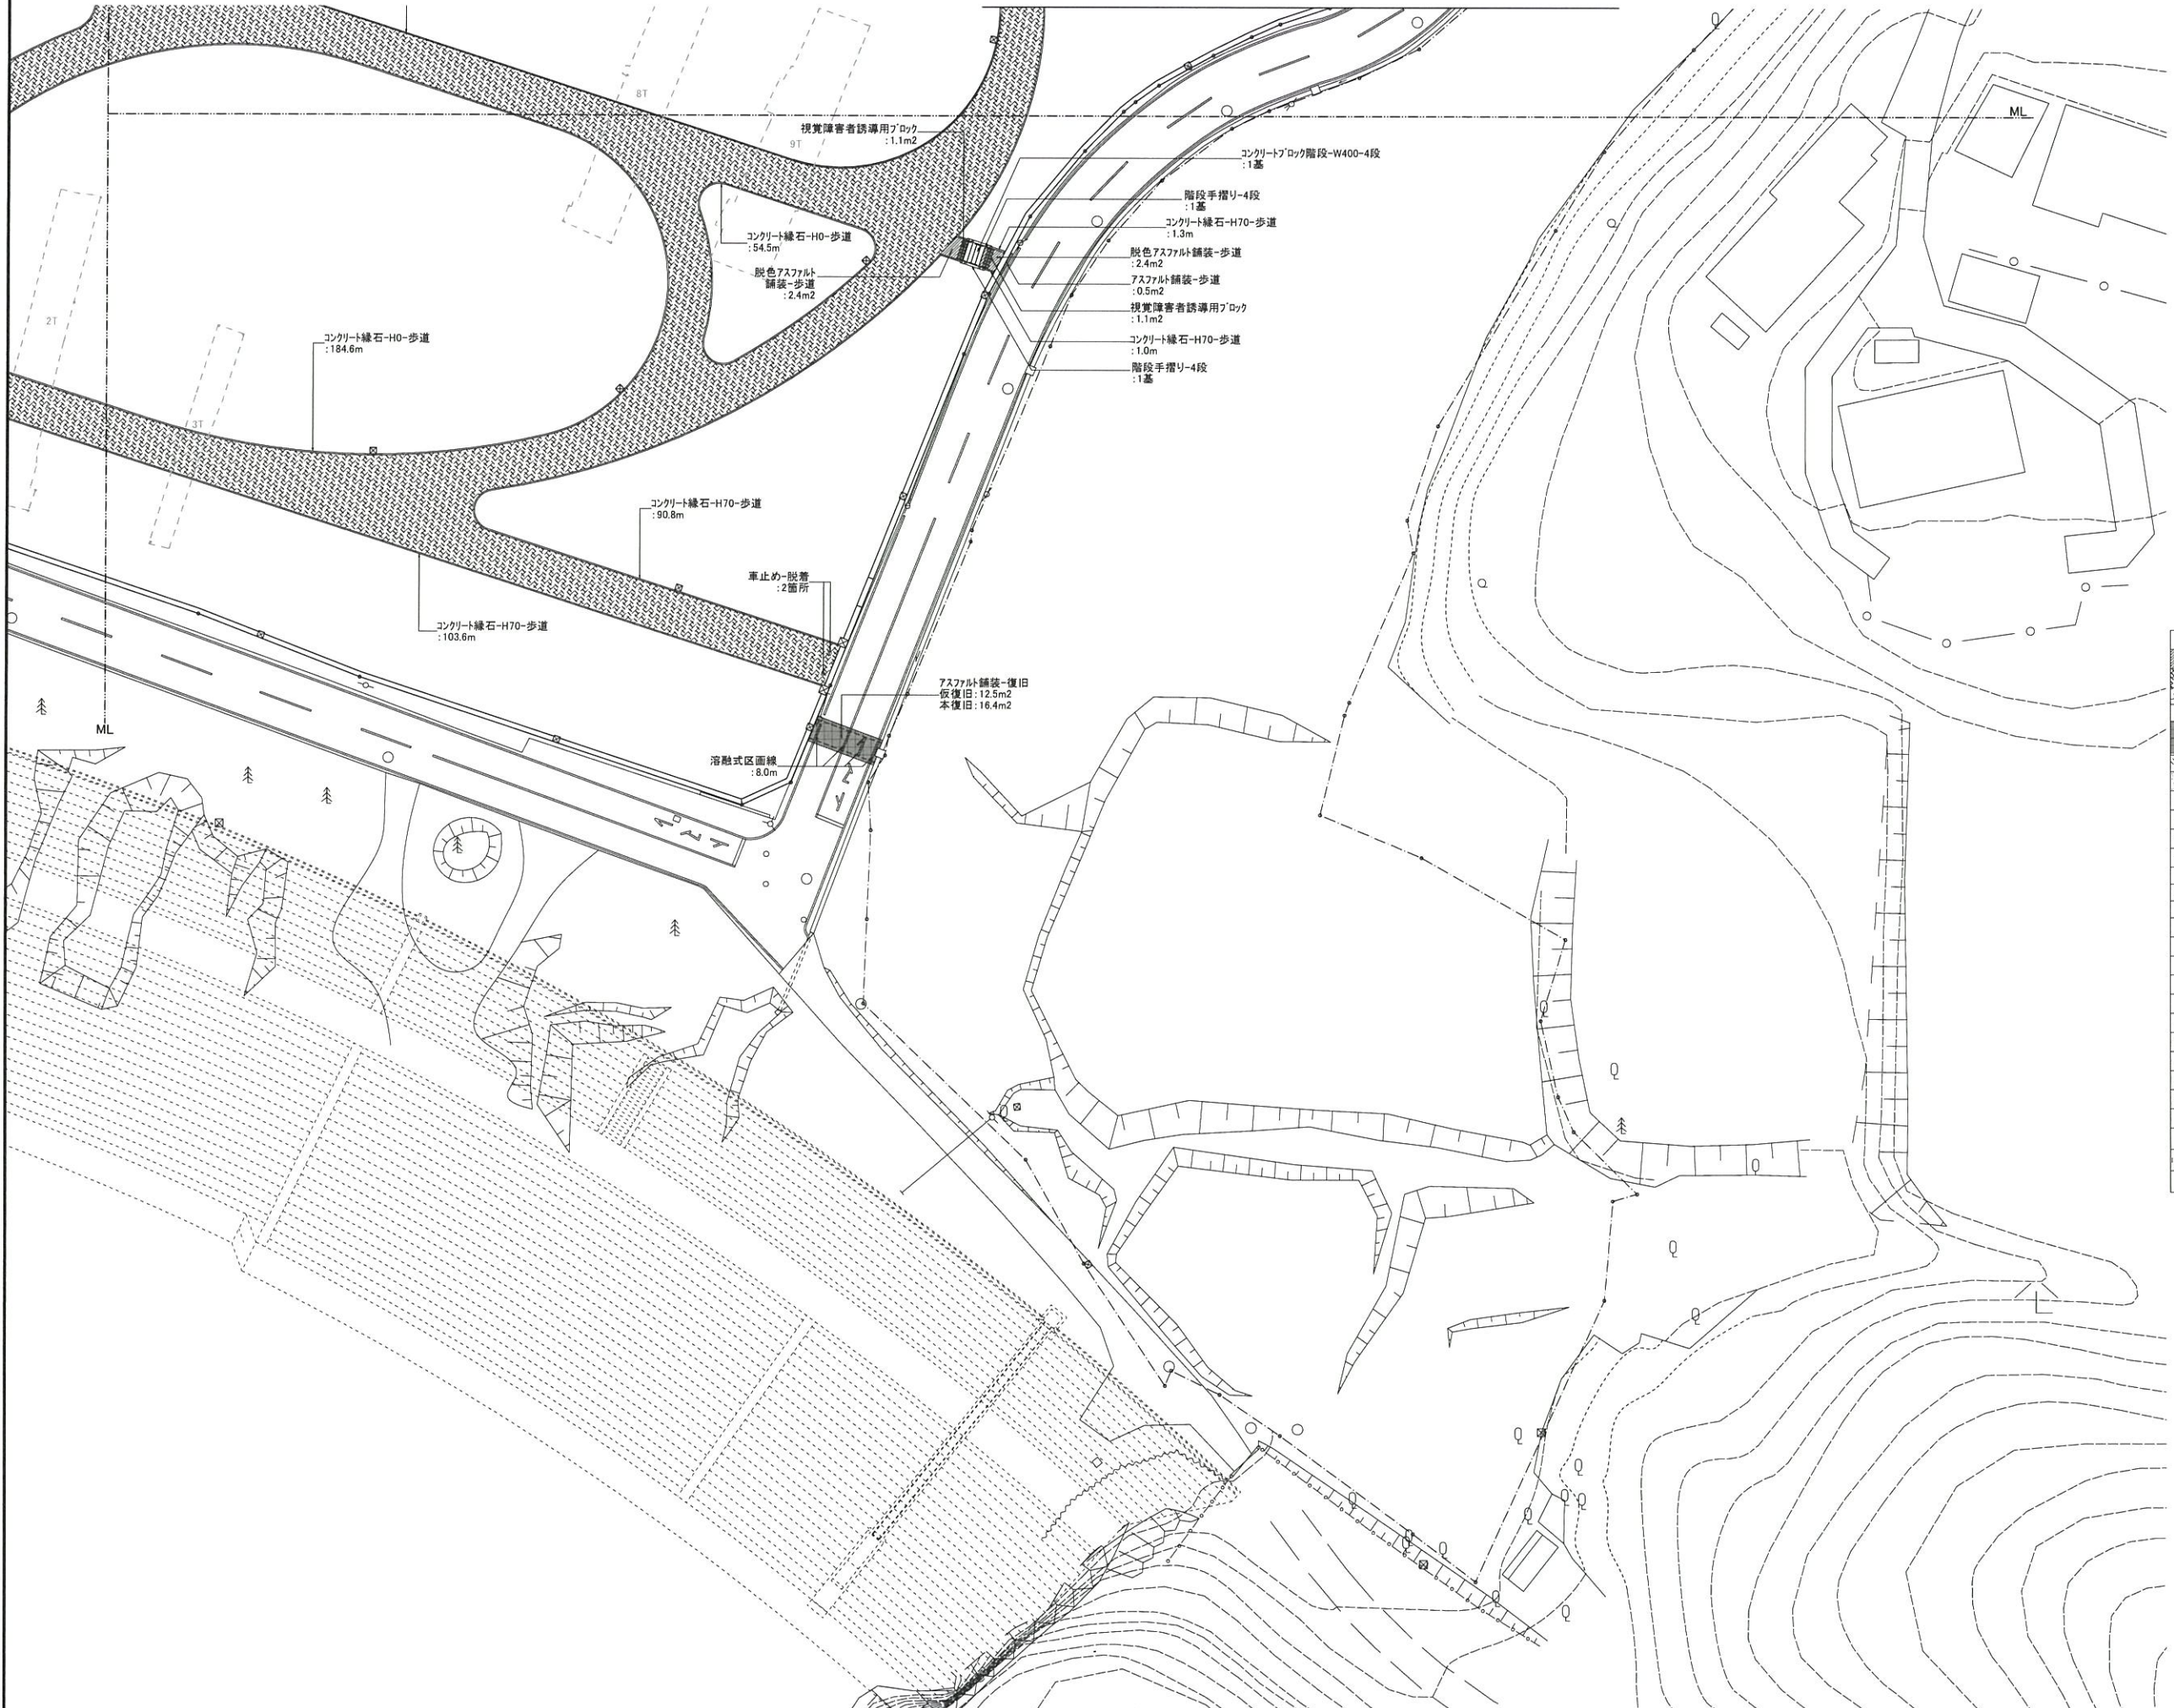 8T
ML
視覚障害者誘導用ブロック
:1.1m2
9T
コンクリートブロック階段-W400-4段
:1基
階段手摺り-4段
:1基
コンクリート縁石-H70-歩道
:1.3m
コンクリート縁石-H0-歩道
:54.5m
脱色アスファルト舗装-歩道
:2.4m2
脱色アスファルト
舗装-歩道
:2.4m2
アスファルト舗装-歩道
:0.5m2
視覚障害者誘導用ブロック
:1.1m2
2T
コンクリート縁石-H0-歩道
:184.6m
コンクリート縁石-H70-歩道
:1.0m
階段手摺り-4段
:1基
3T
コンクリート縁石-H70-歩道
:90.8m
車止め-脱着
:2箇所
コンクリート縁石-H70-歩道
:103.6m
アスファルト舗装-復旧
仮復旧:12.5m2
本復旧:16.4m2
ML
溶融式区画線
:8.0m
止まれ
止まれ